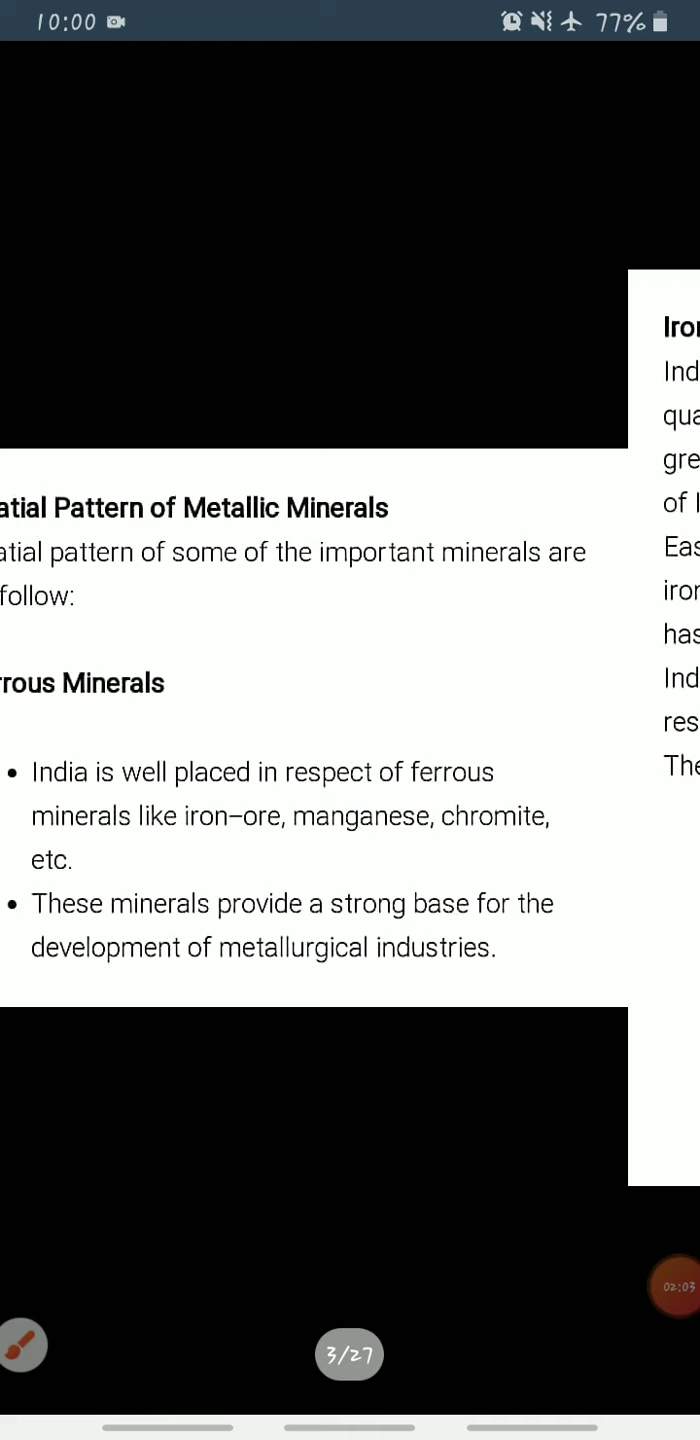 10:00
77%
atial Pattern of Metallic Minerals
atial pattern of some of the important minerals are
follow:
rous Minerals
• India is well placed in respect of ferrous
minerals like iron–ore, manganese, chromite,
etc.
• These minerals provide a strong base for the
development of metallurgical industries.
Iro
Ind
qua
gre
of I
Eas
iro
has
Ind
res
The
02:03
3/27